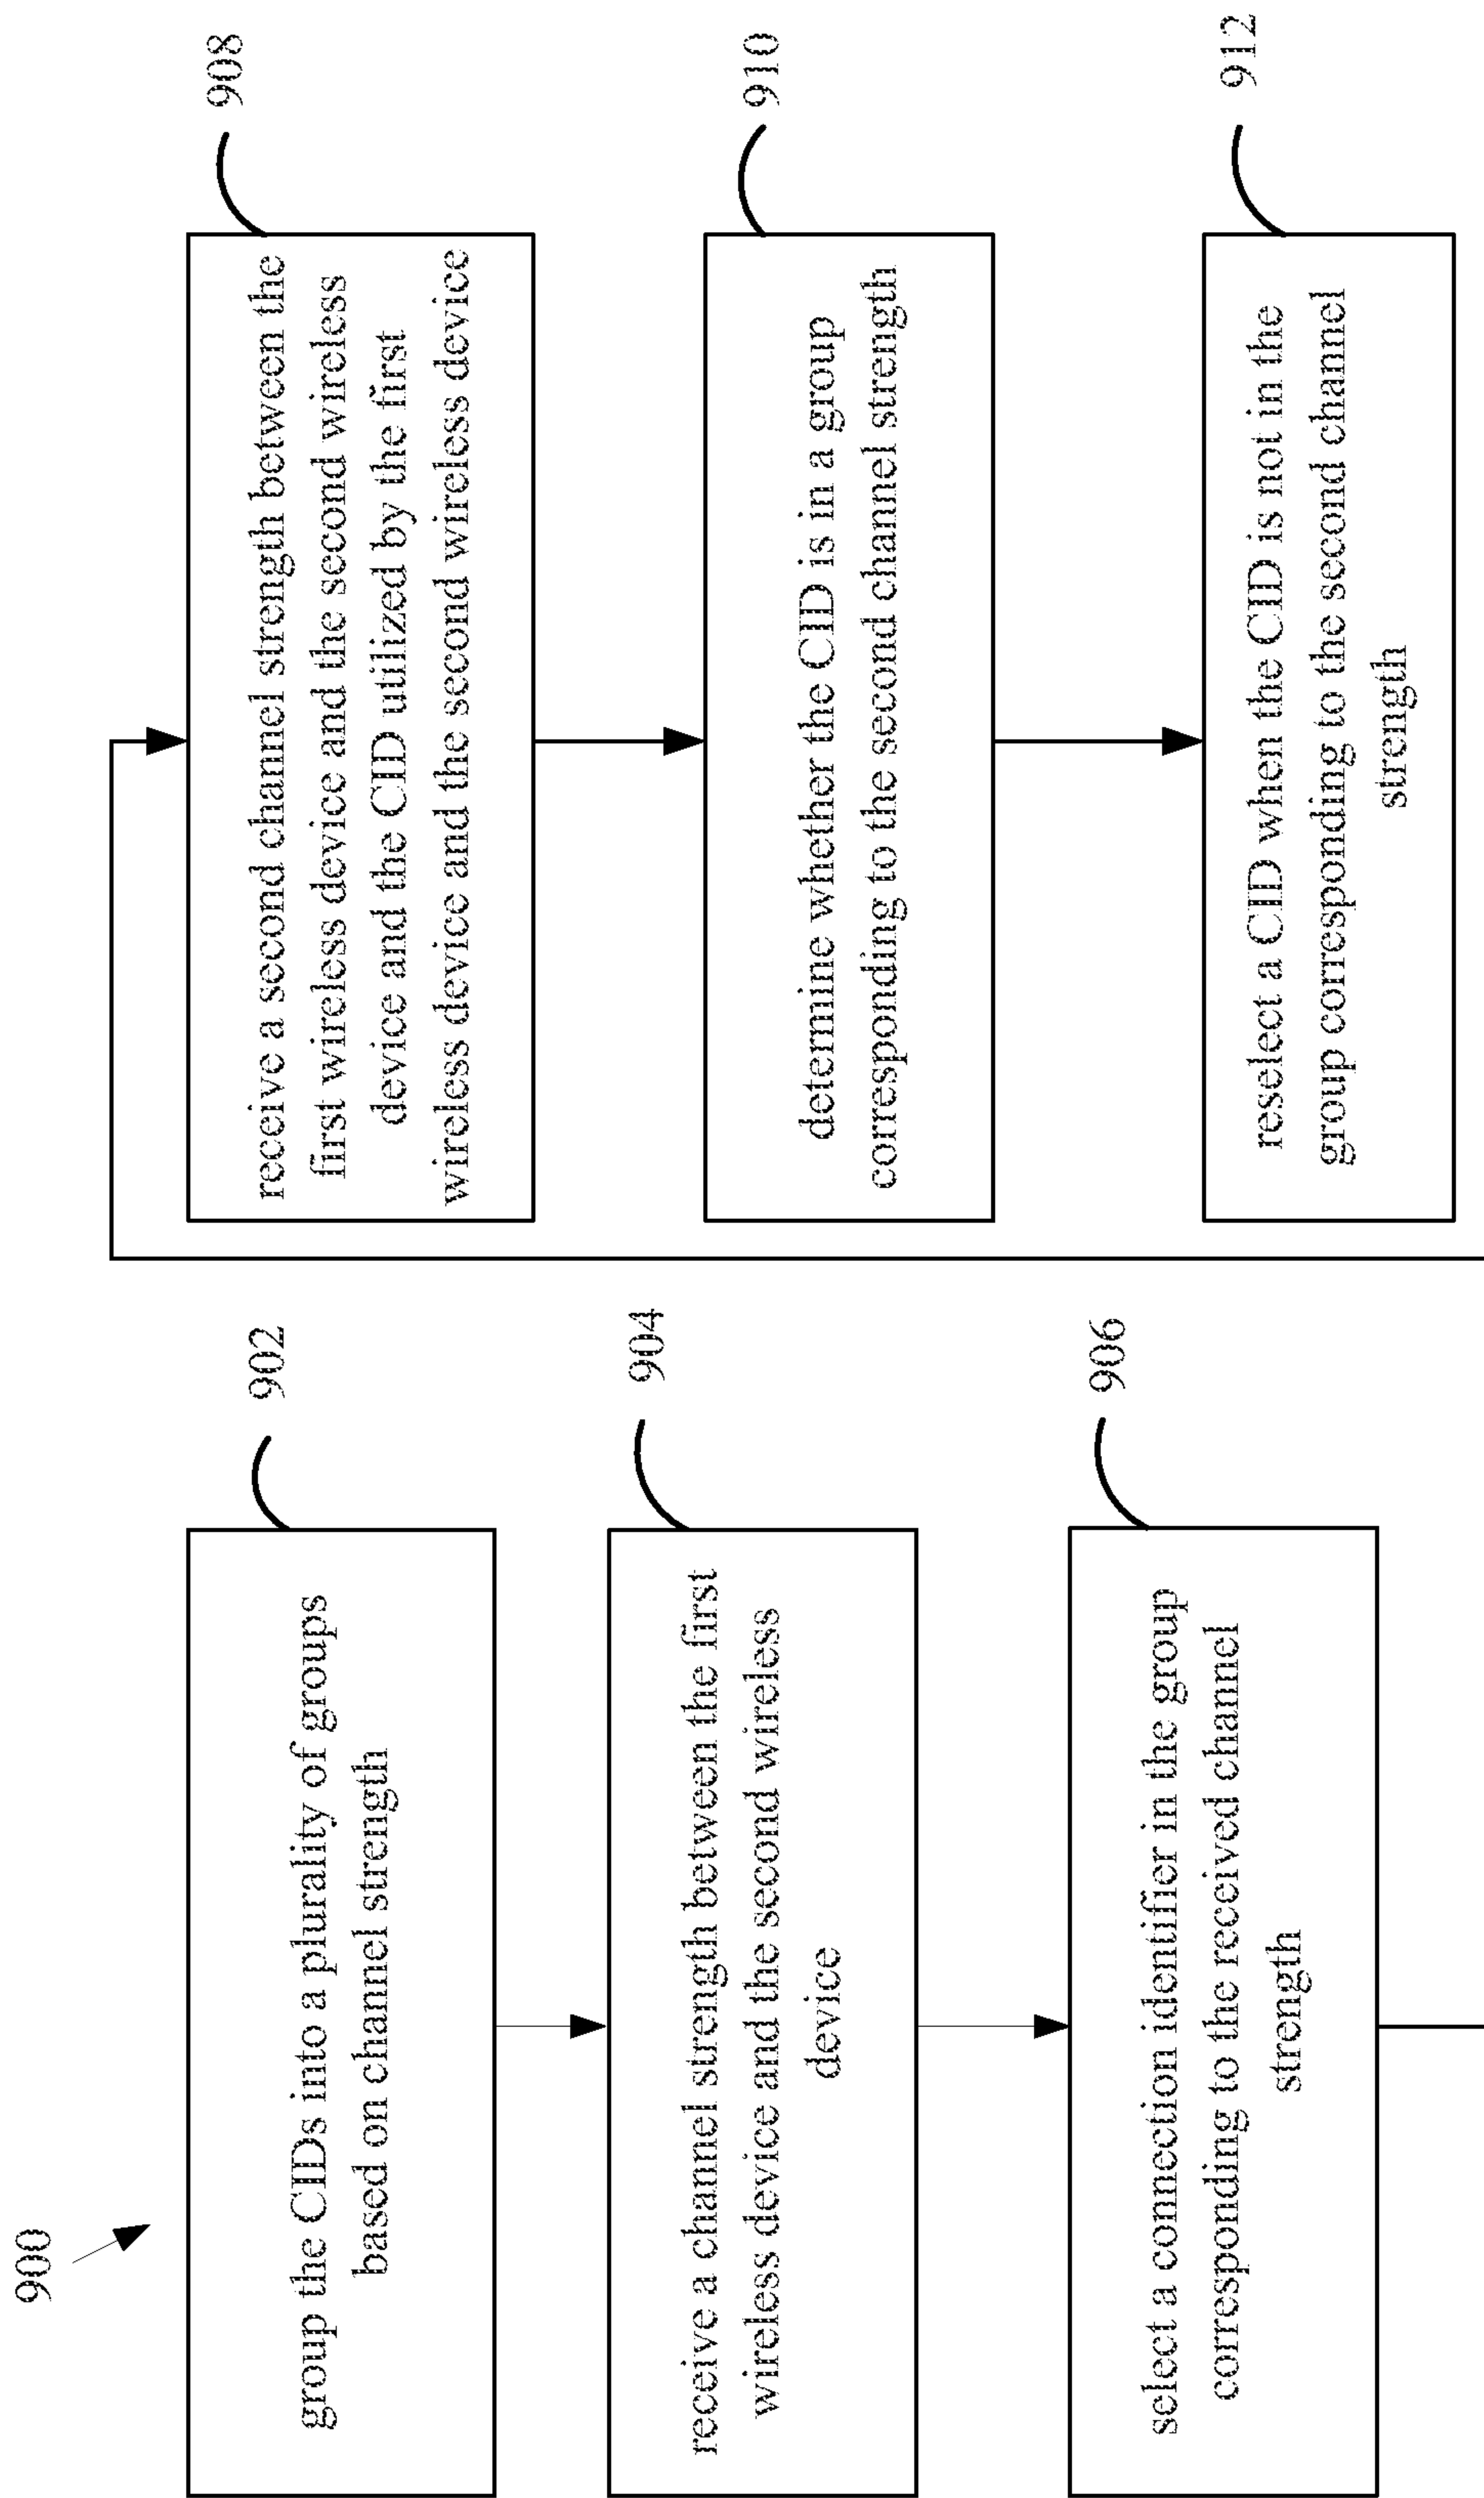 900
902
group the CIDs into a plurality of groups
based on channel strength
904
receive a channel strength between the first
wireless device and the second wireless
device
906
select a connection identifier in the group
corresponding to the received channel
strength
908
receive a second channel strength between the
first wireless device and the second wireless
device and the CID utilized by the first
wireless device and the second wireless device
910
determine whether the CID is in a group
corresponding to the second channel strength
912
reselect a CID when the CID is not in the
group corresponding to the second channel
strength